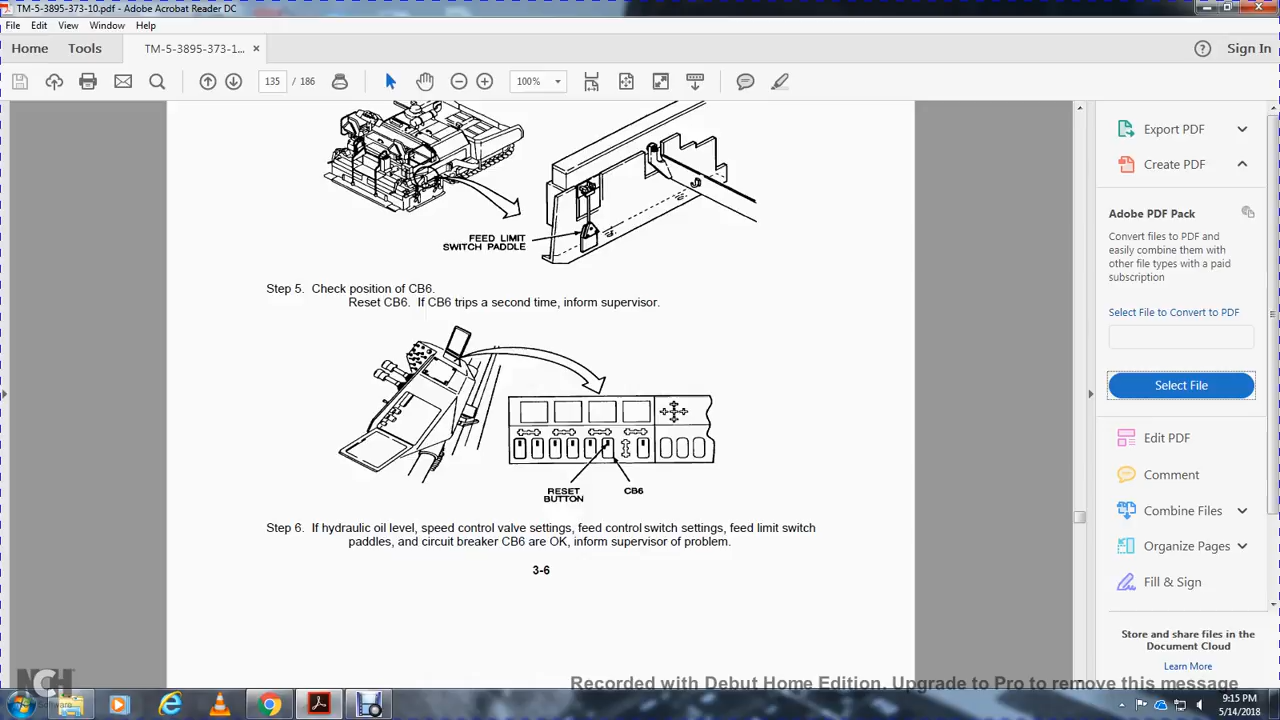 TM-5-3895-373-10.pdf - Adobe Acrobat Reader DC
File Edit View Window Help
Home Tools TM-5-3895-373-1... × Sign In
135 / 186 100%
FEED LIMIT
SWITCH PADDLE
Step 5. Check position of CB6.
Reset CB6. If CB6 trips a second time, inform supervisor.
RESET
BUTTON
CB6
Step 6. If hydraulic oil level, speed control valve settings, feed control switch settings, feed limit switch
paddles, and circuit breaker CB6 are OK, inform supervisor of problem.
3-6
Export PDF
Create PDF
Adobe PDF Pack
Convert files to PDF and
easily combine them with
other file types with a paid
subscription
Select File to Convert to PDF
Select File
Edit PDF
Comment
Combine Files
Organize Pages
Fill & Sign
Store and share files in the
Document Cloud
Learn More
NCH
Software
Recorded with Debut Home Edition. Upgrade to Pro to remove this message
9:15 PM
5/14/2018